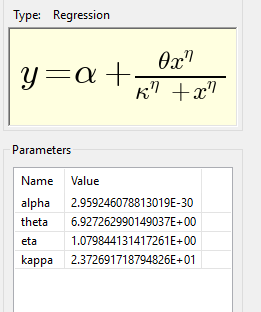 Type: Regression
y = α + θx^η / (κ^η + x^η)
Parameters
Name Value
alpha 2.959246078813019E-30
theta 6.927262990149037E+00
eta 1.079844131417261E+00
kappa 2.372691718794826E+01